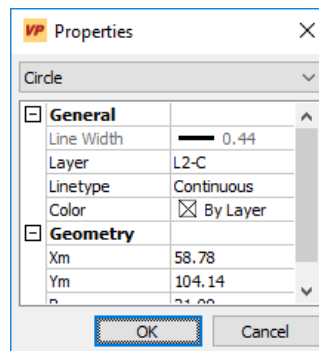 VP Properties
Circle
General
Line Width 0.44
Layer L2-C
Linetype Continuous
Color By Layer
Geometry
Xm 58.78
Ym 104.14
OK Cancel